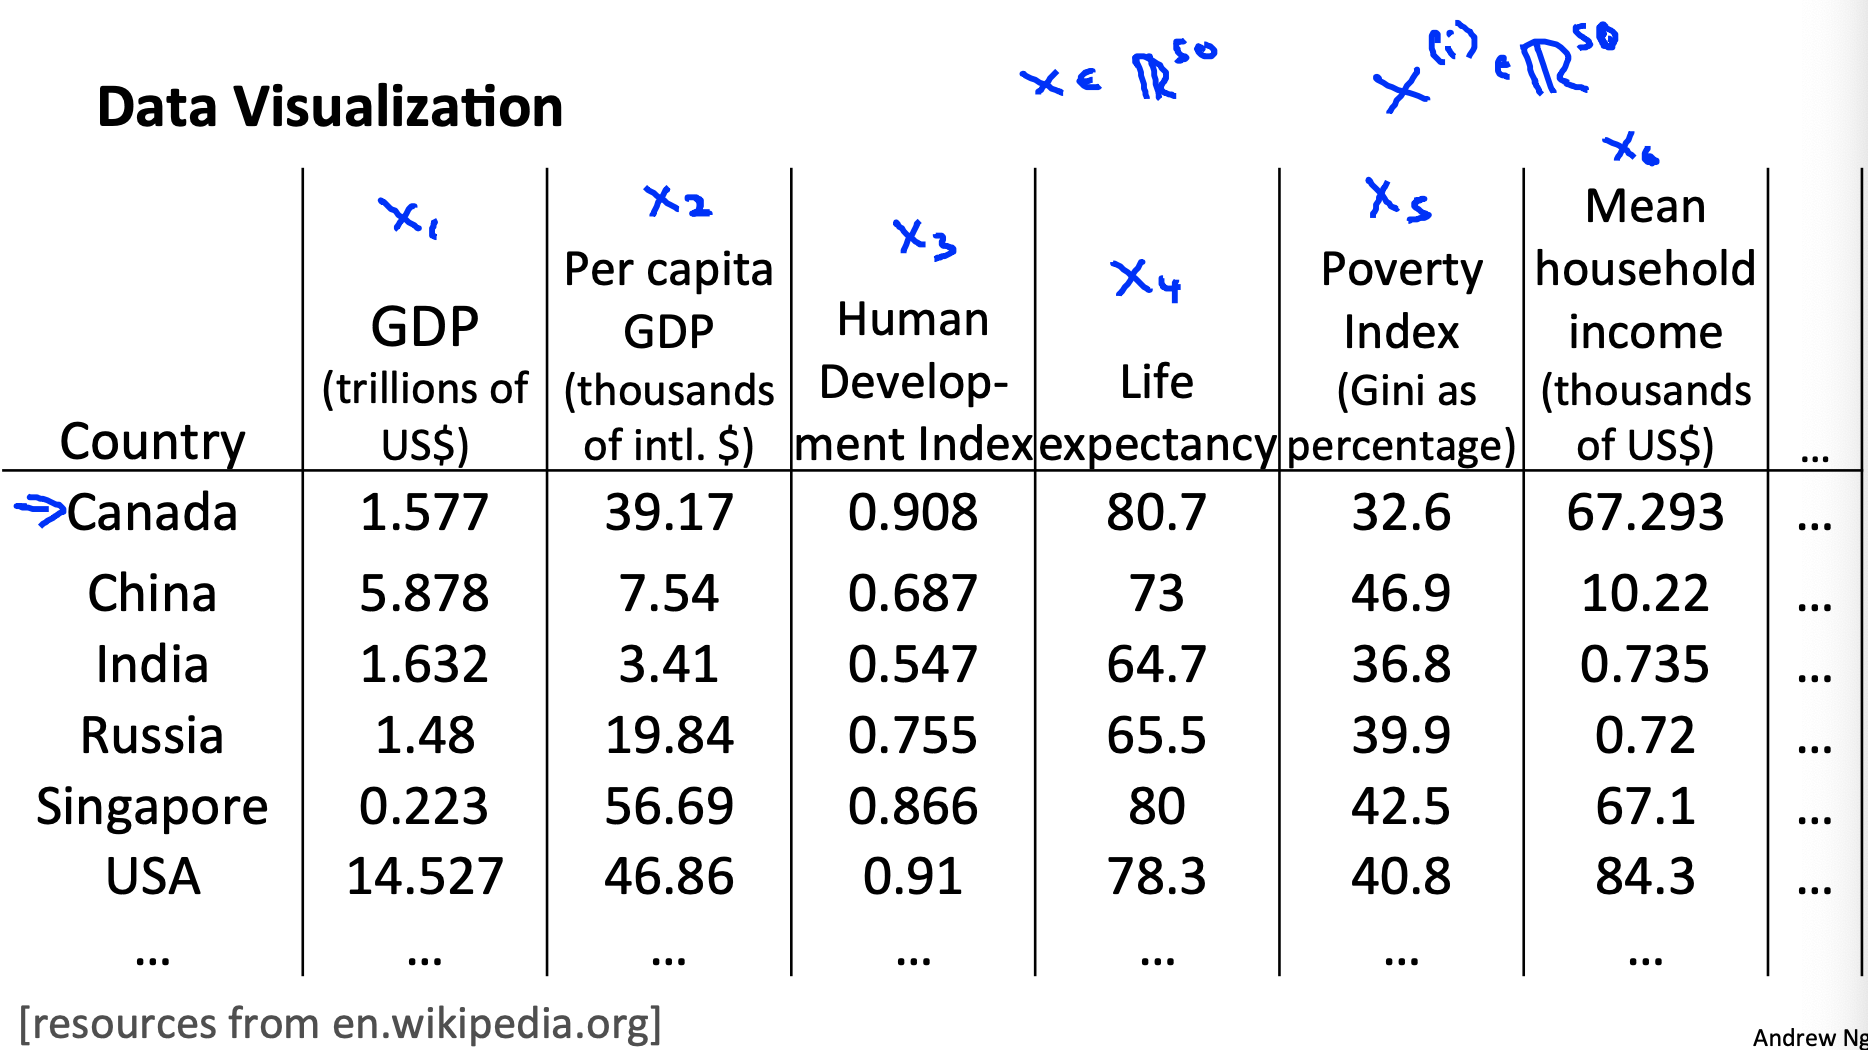 x ∈ ℝ⁵⁰ x⁽ⁱ⁾ ∈ ℝ⁵⁰
Data Visualization
x₁ x₂ x₃ x₄ x₅ x₆
Country
GDP
(trillions of
US$)
Per capita
GDP
(thousands
of intl. $)
Human
Develop-
ment Index
Life
expectancy
Poverty
Index
(Gini as
percentage)
Mean
household
income
(thousands
of US$)
...
Canada 1.577 39.17 0.908 80.7 32.6 67.293 ...
China 5.878 7.54 0.687 73 46.9 10.22 ...
India 1.632 3.41 0.547 64.7 36.8 0.735 ...
Russia 1.48 19.84 0.755 65.5 39.9 0.72 ...
Singapore 0.223 56.69 0.866 80 42.5 67.1 ...
USA 14.527 46.86 0.91 78.3 40.8 84.3 ...
... ... ... ... ... ... ...
[resources from en.wikipedia.org]
Andrew Ng